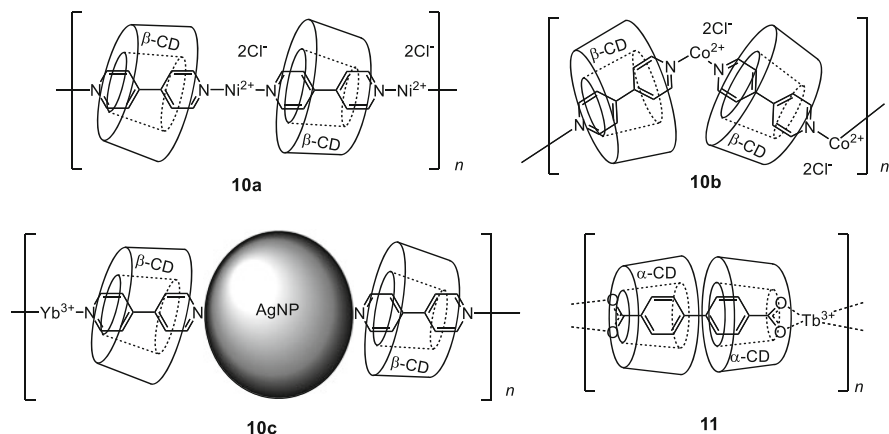 β-CD 2Cl⁻ 2Cl⁻
N N Ni²⁺ N N Ni²⁺
β-CD
n
10a
2Cl⁻
β-CD N Co²⁺ N
N N Co²⁺
β-CD 2Cl⁻
n
10b
β-CD
Yb³⁺ N N AgNP N N
β-CD
n
10c
α-CD
O O
O O Tb³⁺
α-CD
n
11